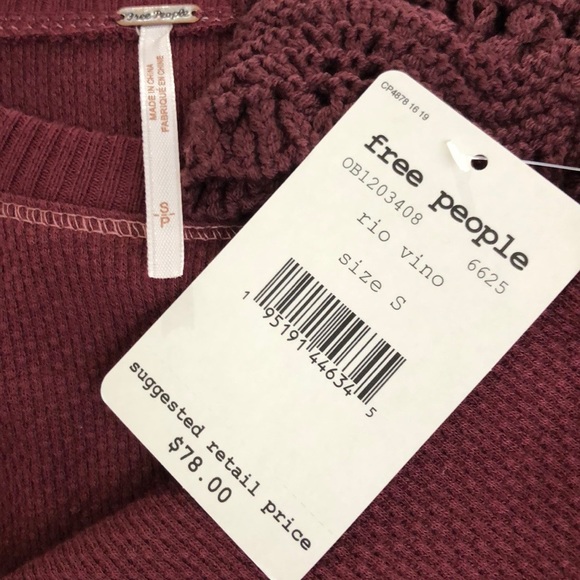 Free People
MADE IN CHINA
FABRIQUÉ EN CHINE
S/P
CP4878 16 19
free people
OB1203408 6625
rio vino
size S
1 95191 44634 5
suggested retail price
$78.00